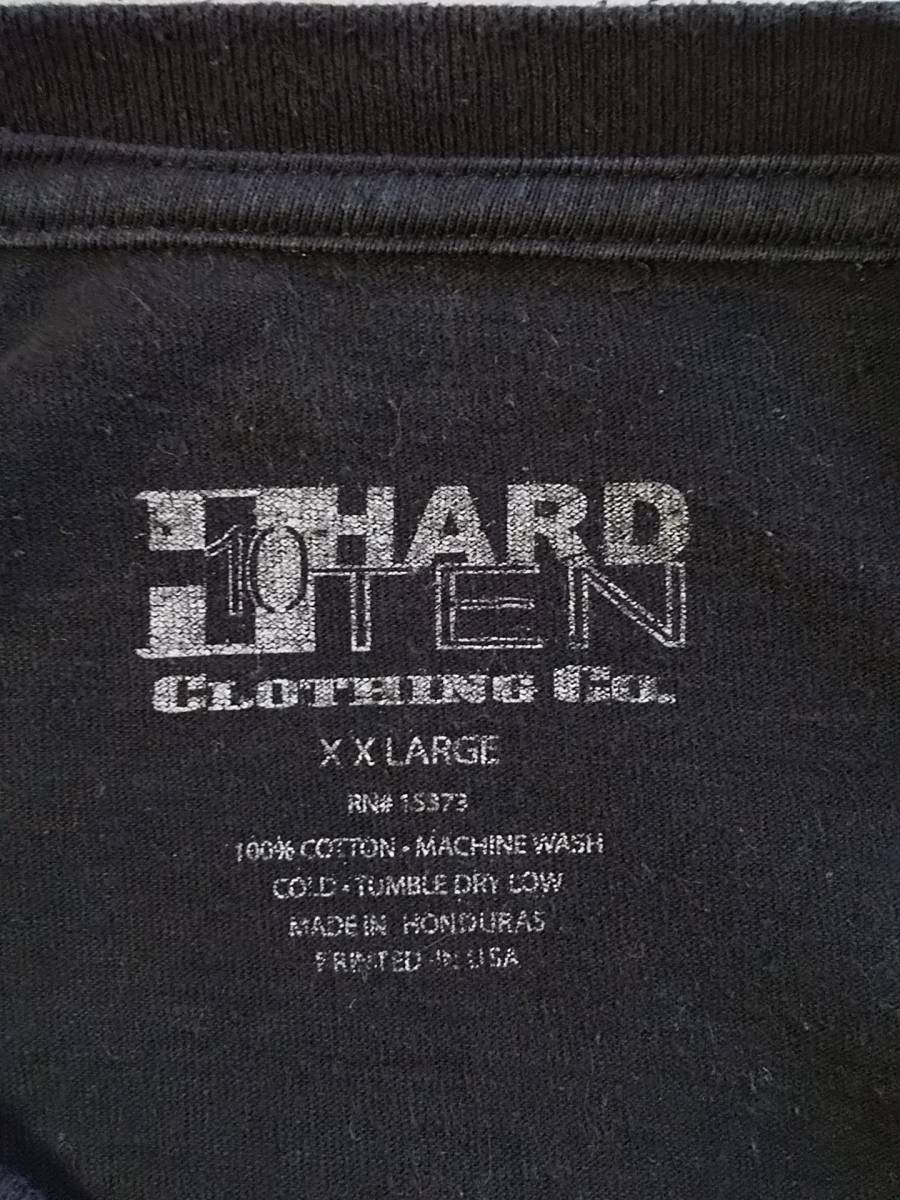 10 HARD
TEN
CLOTHING CO.
X X LARGE
RN# 15373
100% COTTON • MACHINE WASH
COLD • TUMBLE DRY LOW
MADE IN HONDURAS
PRINTED IN USA